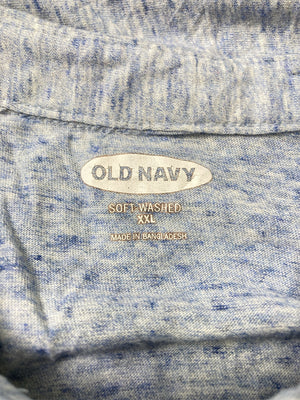 OLD NAVY
SOFT-WASHED
XXL
MADE IN BANGLADESH